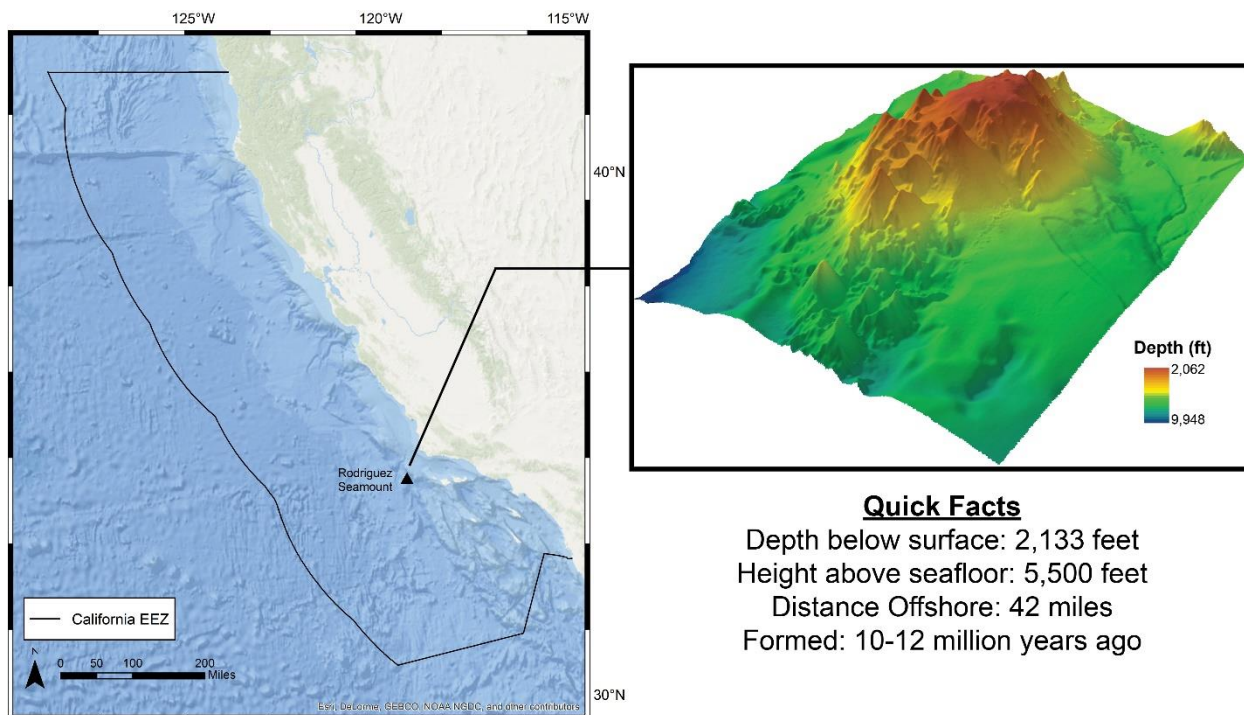 125°W
120°W
115°W
40°N
30°N
Rodriguez
Seamount
California EEZ
N
0 50 100 200
Miles
Esri, DeLorme, GEBCO, NOAA NGDC, and other contributors
Depth (ft)
2,062
9,948
Quick Facts
Depth below surface: 2,133 feet
Height above seafloor: 5,500 feet
Distance Offshore: 42 miles
Formed: 10-12 million years ago